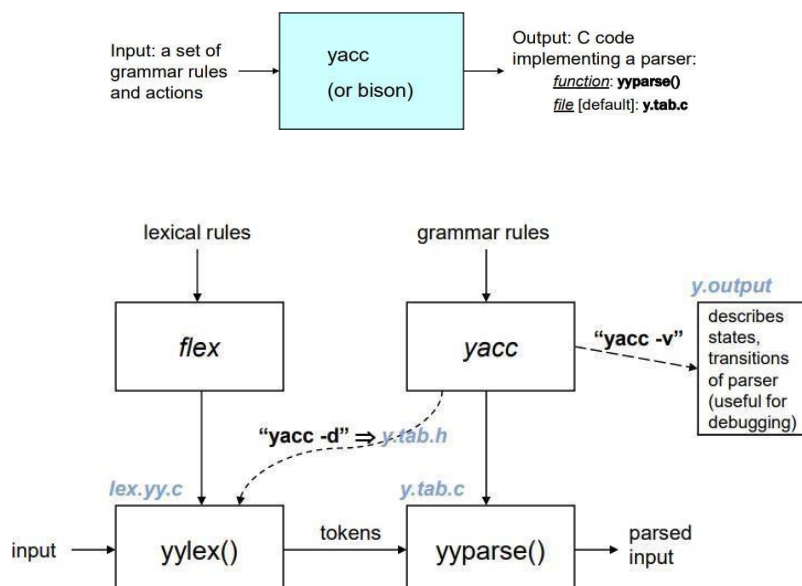 Input: a set of
grammar rules
and actions
yacc
(or bison)
Output: C code
implementing a parser:
function: yyparse()
file [default]: y.tab.c
lexical rules
grammar rules
y.output
flex
yacc
"yacc -v"
describes
states,
transitions
of parser
(useful for
debugging)
"yacc -d" ⇒ y.tab.h
lex.yy.c
y.tab.c
input
yylex()
tokens
yyparse()
parsed
input